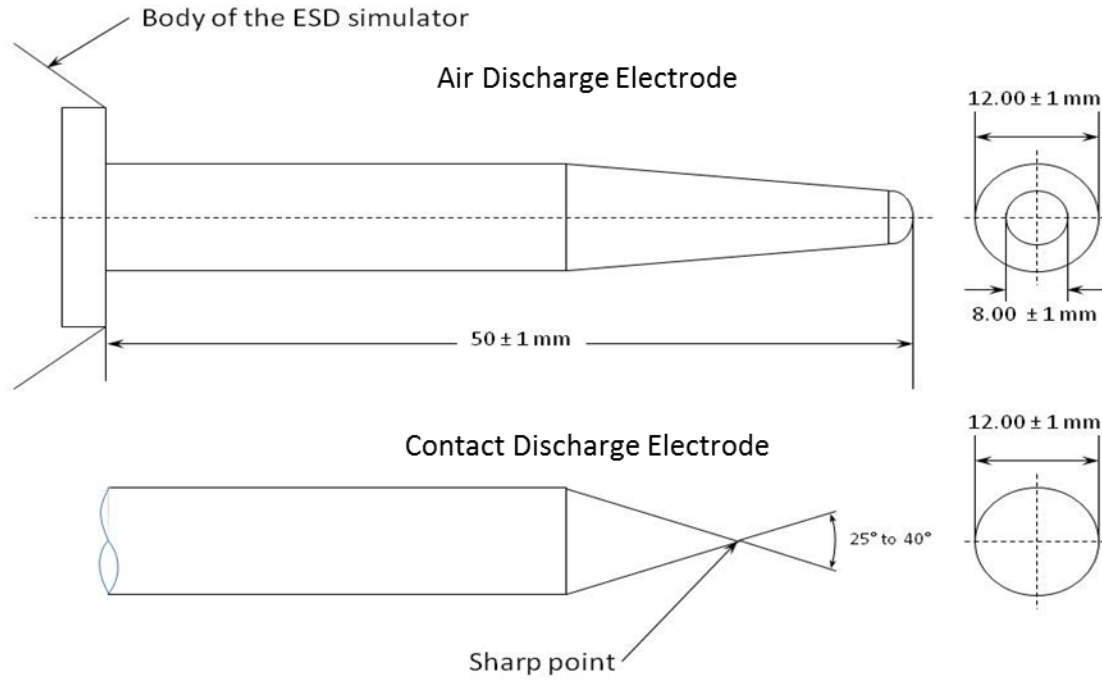 Body of the ESD simulator
Air Discharge Electrode
12.00 ± 1 mm
8.00 ± 1 mm
50 ± 1 mm
Contact Discharge Electrode
12.00 ± 1 mm
25° to 40°
Sharp point